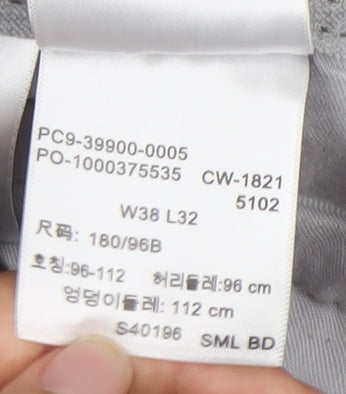 PC9-39900-0005
PO-1000375535 CW-1821
5102
W38 L32
尺码: 180/96B
호칭:96-112 허리둘레:96 cm
엉덩이둘레: 112 cm
S40196 SML BD